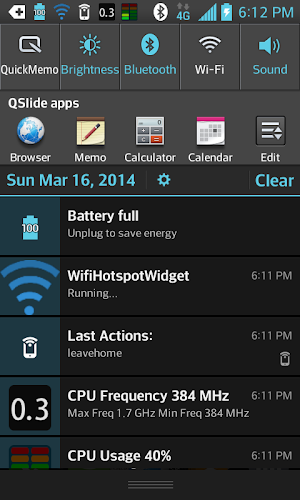 100 0.3 4G 6:12 PM
QuickMemo Brightness Bluetooth Wi-Fi Sound
QSlide apps
Browser Memo Calculator Calendar Edit
Sun Mar 16, 2014 Clear
100
Battery full
Unplug to save energy
WifiHotspotWidget 6:11 PM
Running...
Last Actions: 6:11 PM
leavehome
0.3
CPU Frequency 384 MHz 6:11 PM
Max Freq 1.7 GHz Min Freq 384 MHz
CPU Usage 40% 6:11 PM